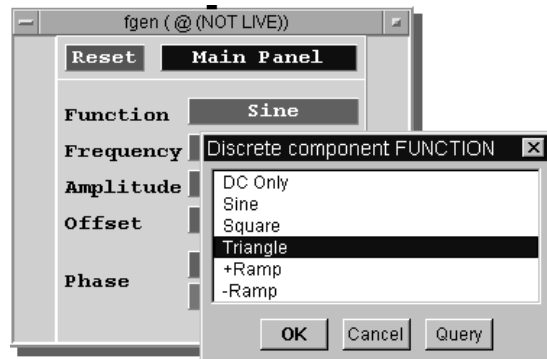 fgen ( @ (NOT LIVE))
Reset Main Panel
Function Sine
Frequency
Amplitude
Offset
Phase
Discrete component FUNCTION
DC Only
Sine
Square
Triangle
+Ramp
-Ramp
OK Cancel Query